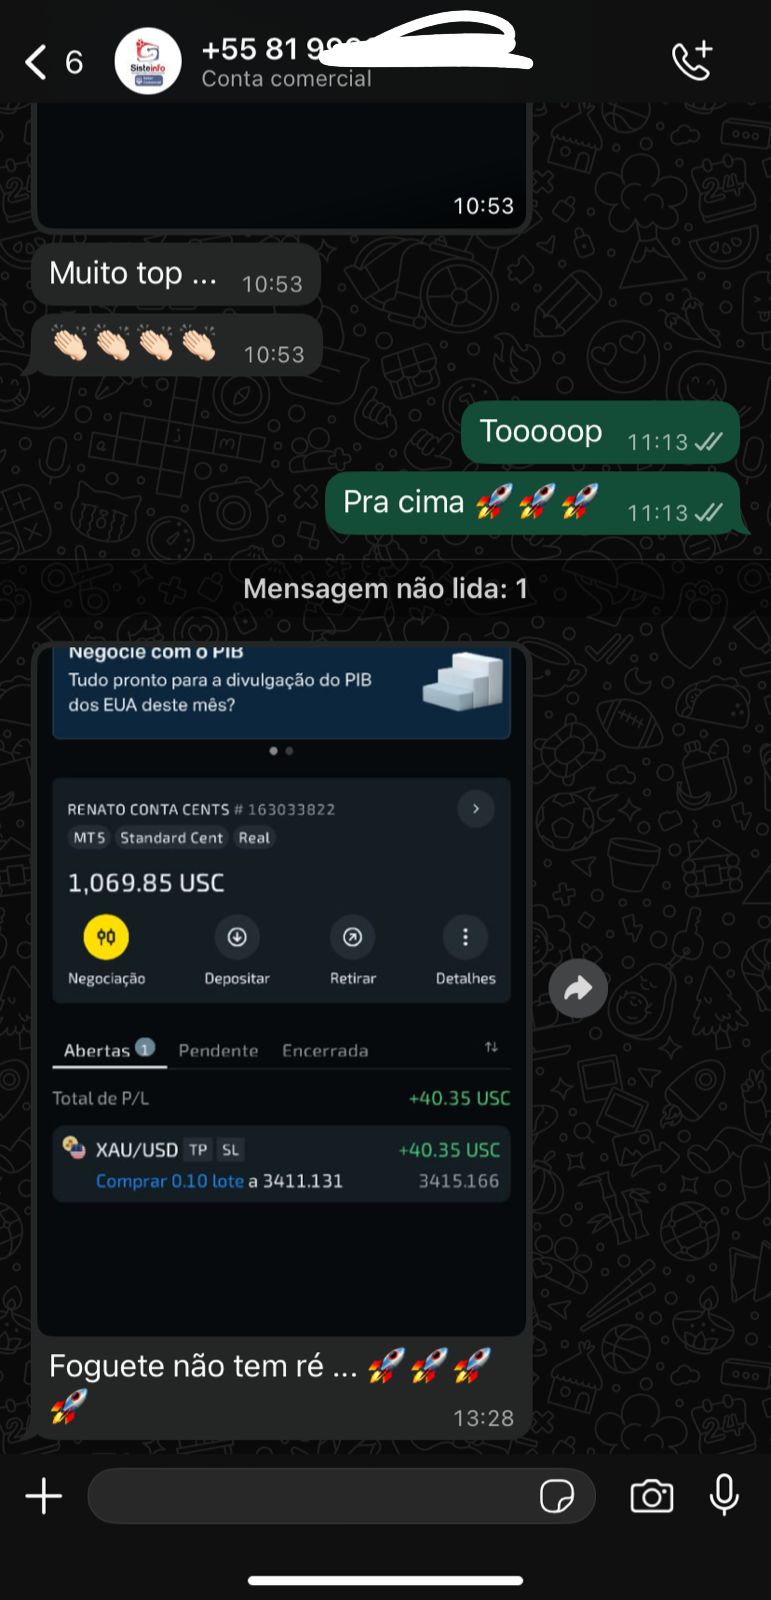 6
+55 81 99
Sisteinfo
Conta comercial
10:53
Muito top ... 10:53
👏🏻👏🏻👏🏻👏🏻 10:53
Tooooop 11:13
Pra cima 🚀🚀🚀 11:13
Mensagem não lida: 1
Negocie com o PIB
Tudo pronto para a divulgação do PIB
dos EUA deste mês?
RENATO CONTA CENTS # 163033822
MT5 Standard Cent Real
1,069.85 USC
Negociação Depositar Retirar Detalhes
Abertas 1 Pendente Encerrada
Total de P/L +40.35 USC
XAU/USD TP SL +40.35 USC
Comprar 0.10 lote a 3411.131 3415.166
Foguete não tem ré ... 🚀🚀🚀
🚀 13:28